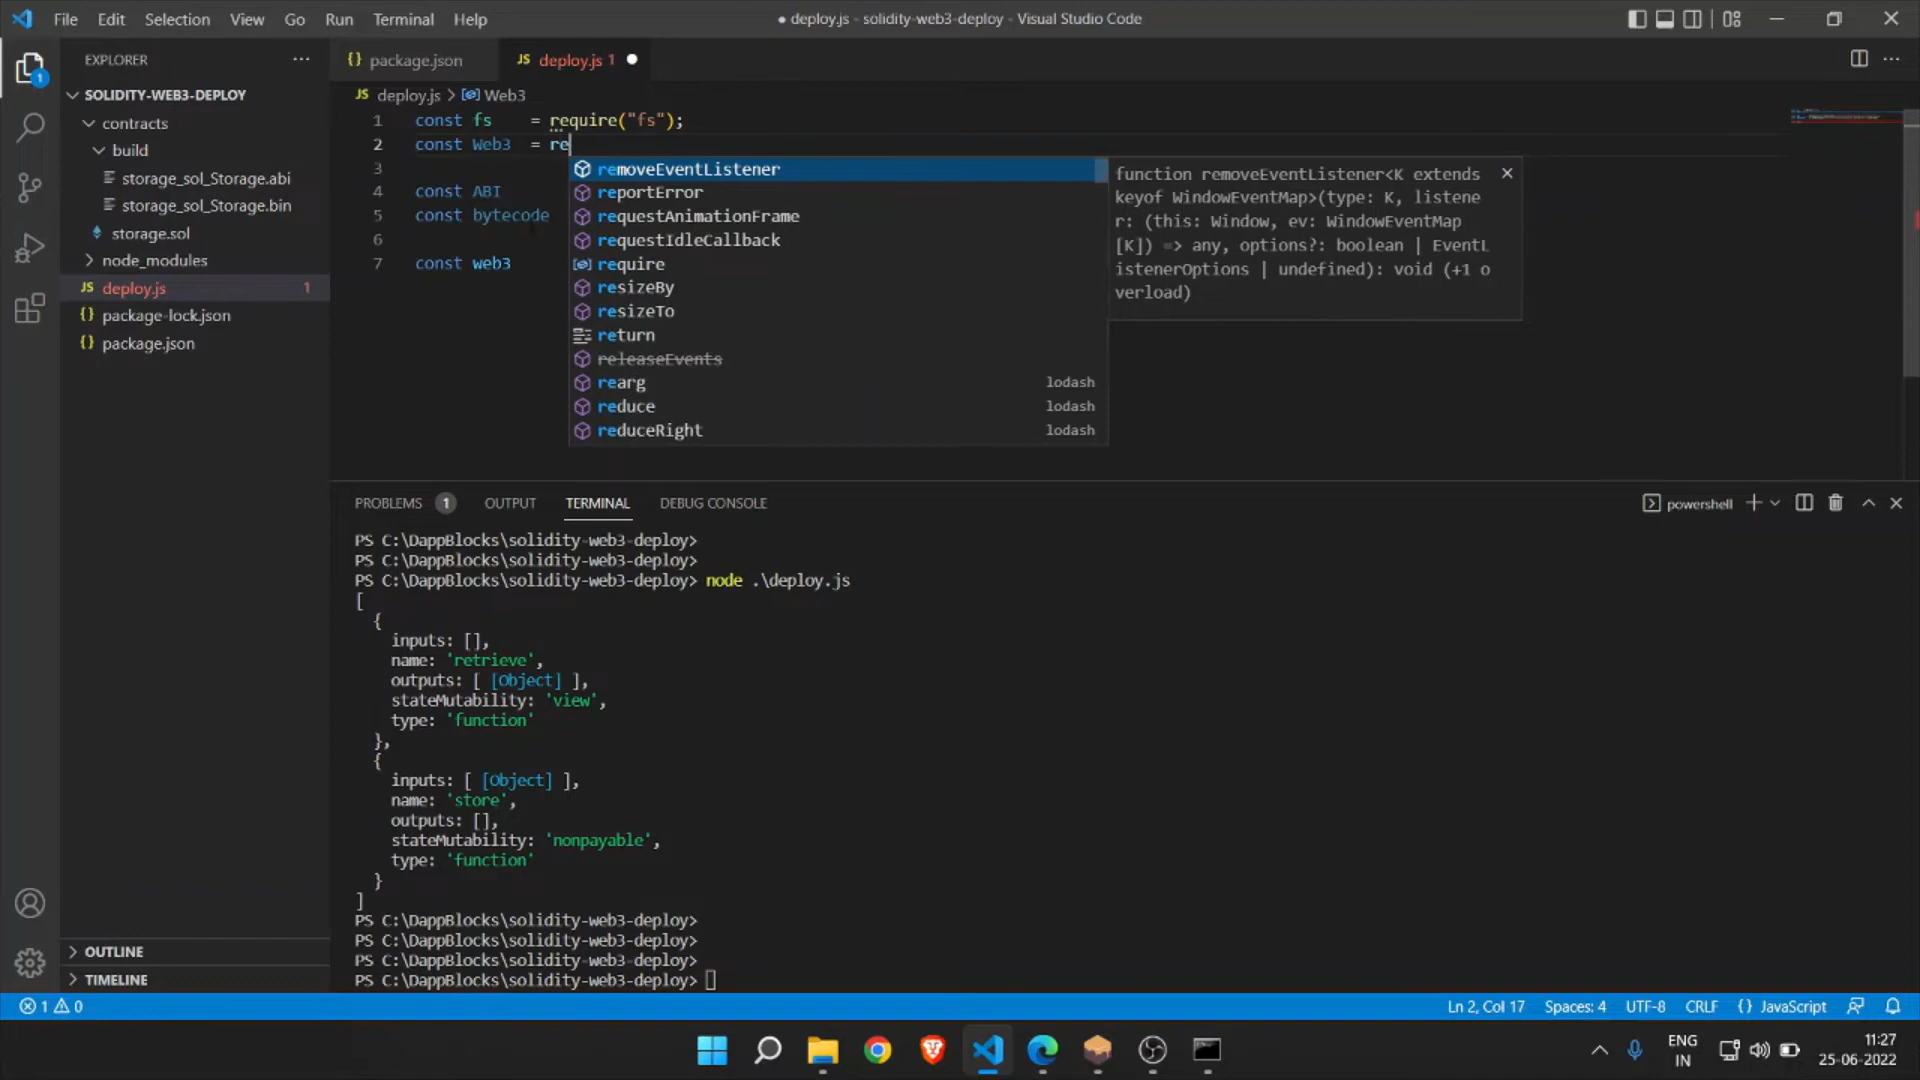 File Edit Selection View Go Run Terminal Help
● deploy.js - solidity-web3-deploy - Visual Studio Code
EXPLORER
SOLIDITY-WEB3-DEPLOY
contracts
build
storage_sol_Storage.abi
storage_sol_Storage.bin
storage.sol
node_modules
JS deploy.js 1
{} package-lock.json
{} package.json
OUTLINE
TIMELINE
{} package.json JS deploy.js 1 ●
JS deploy.js > Web3
1 const fs = require("fs");
2 const Web3 = re
3
4 const ABI
5 const bytecode
6
7 const web3
removeEventListener
reportError
requestAnimationFrame
requestIdleCallback
require
resizeBy
resizeTo
return
releaseEvents
rearg lodash
reduce lodash
reduceRight lodash
function removeEventListener<K extends
keyof WindowEventMap>(type: K, listene
r: (this: Window, ev: WindowEventMap
[K]) => any, options?: boolean | EventL
istenerOptions | undefined): void (+1 o
verload)
PROBLEMS 1 OUTPUT TERMINAL DEBUG CONSOLE
powershell
PS C:\DappBlocks\solidity-web3-deploy>
PS C:\DappBlocks\solidity-web3-deploy>
PS C:\DappBlocks\solidity-web3-deploy> node .\deploy.js
[
{
inputs: [],
name: 'retrieve',
outputs: [ [Object] ],
stateMutability: 'view',
type: 'function'
},
{
inputs: [ [Object] ],
name: 'store',
outputs: [],
stateMutability: 'nonpayable',
type: 'function'
}
]
PS C:\DappBlocks\solidity-web3-deploy>
PS C:\DappBlocks\solidity-web3-deploy>
PS C:\DappBlocks\solidity-web3-deploy>
PS C:\DappBlocks\solidity-web3-deploy>
1 0
Ln 2, Col 17 Spaces: 4 UTF-8 CRLF {} JavaScript
ENG
IN
11:27
25-06-2022